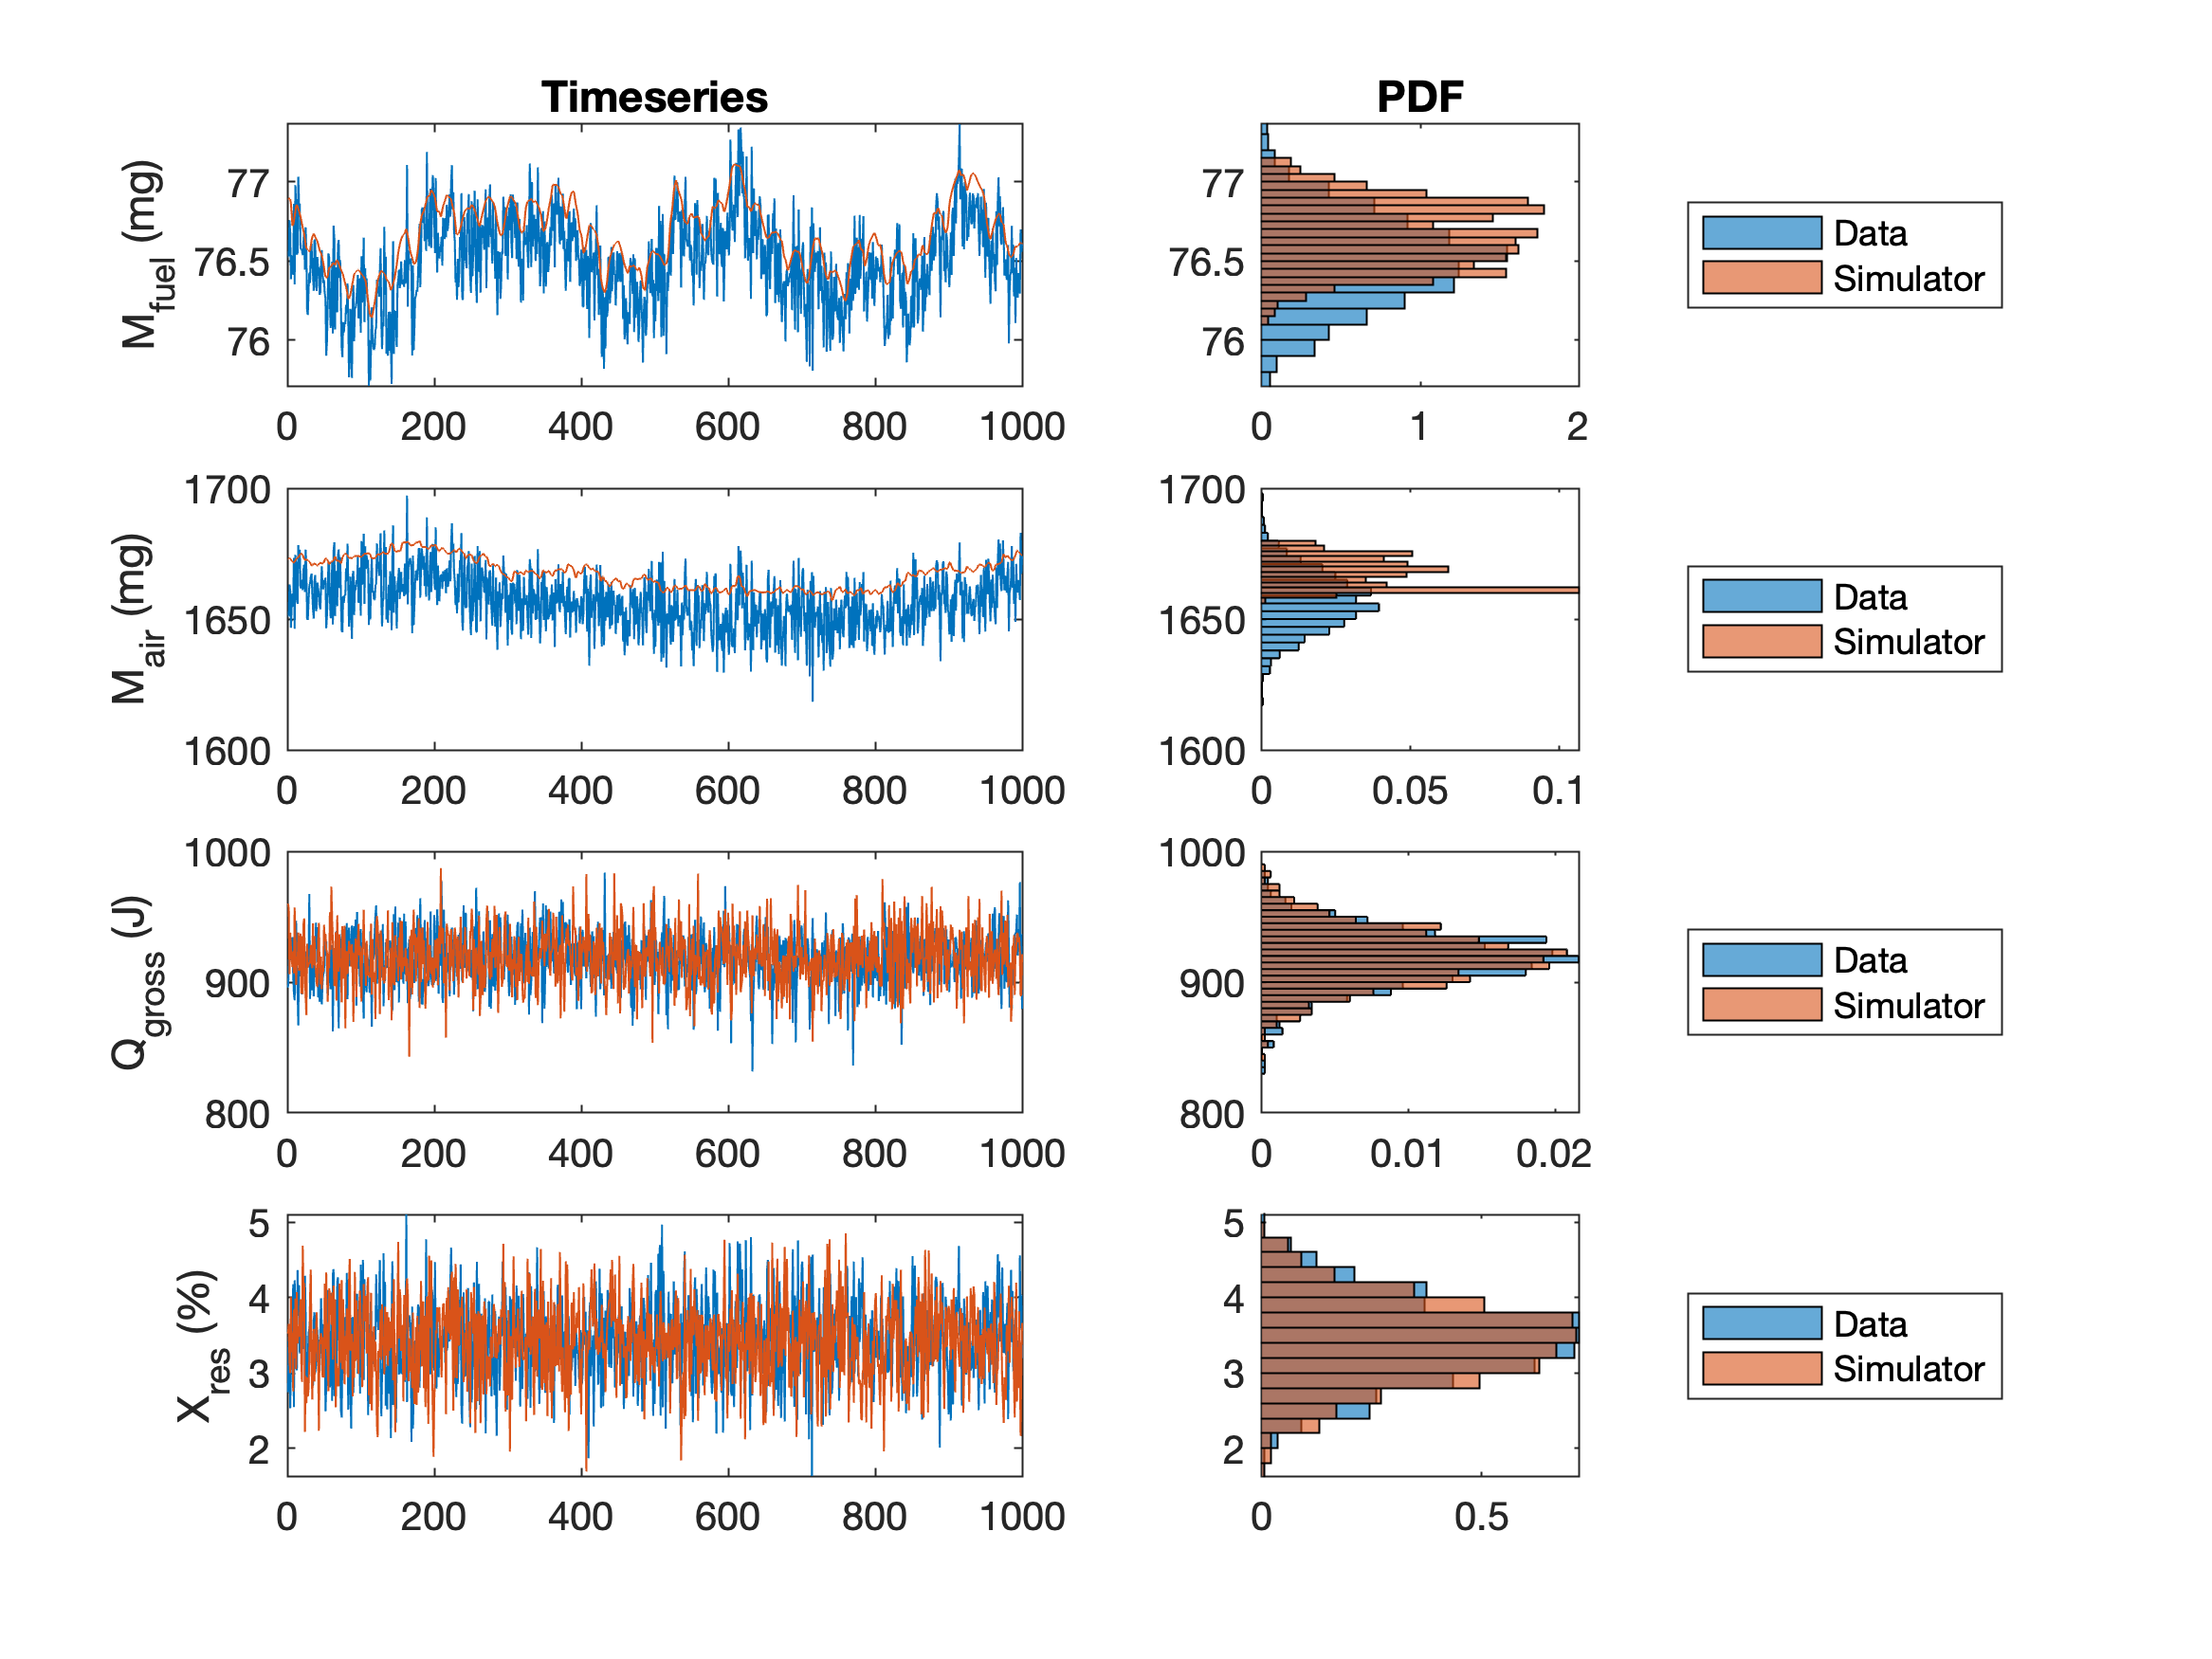 Timeseries
PDF
M_fuel (mg)
77
76.5
76
0 200 400 600 800 1000
77
76.5
76
0 1 2
Data
Simulator
M_air (mg)
1700
1650
1600
0 200 400 600 800 1000
1700
1650
1600
0 0.05 0.1
Data
Simulator
Q_gross (J)
1000
900
800
0 200 400 600 800 1000
1000
900
800
0 0.01 0.02
Data
Simulator
X_res (%)
5
4
3
2
0 200 400 600 800 1000
5
4
3
2
0 0.5
Data
Simulator